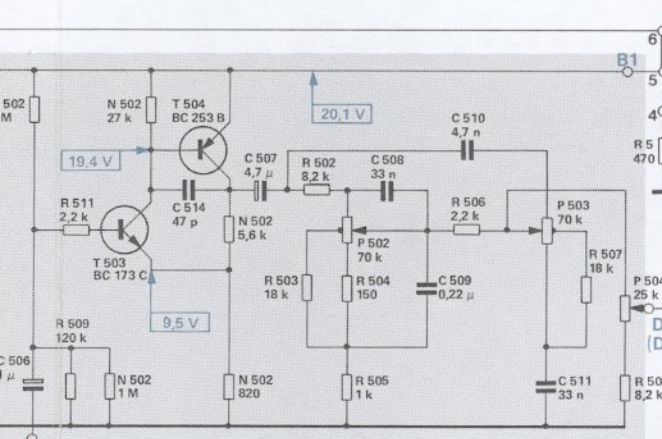 6
B1
5
4
502
M
N 502
27 k
T 504
BC 253 B
20,1 V
C 510
4,7 n
R 5
470
19,4 V
C 507
4,7 µ
R 502
8,2 k
C 508
33 n
R 511
2,2 k
C 514
47 p
N 502
5,6 k
P 502
70 k
R 506
2,2 k
P 503
70 k
R 507
18 k
T 503
BC 173 C
R 503
18 k
R 504
150
C 509
0,22 µ
P 504
25 k
9,5 V
D
(D
R 509
120 k
C 506
µ
N 502
1 M
N 502
820
R 505
1 k
C 511
33 n
R 50
8,2 k